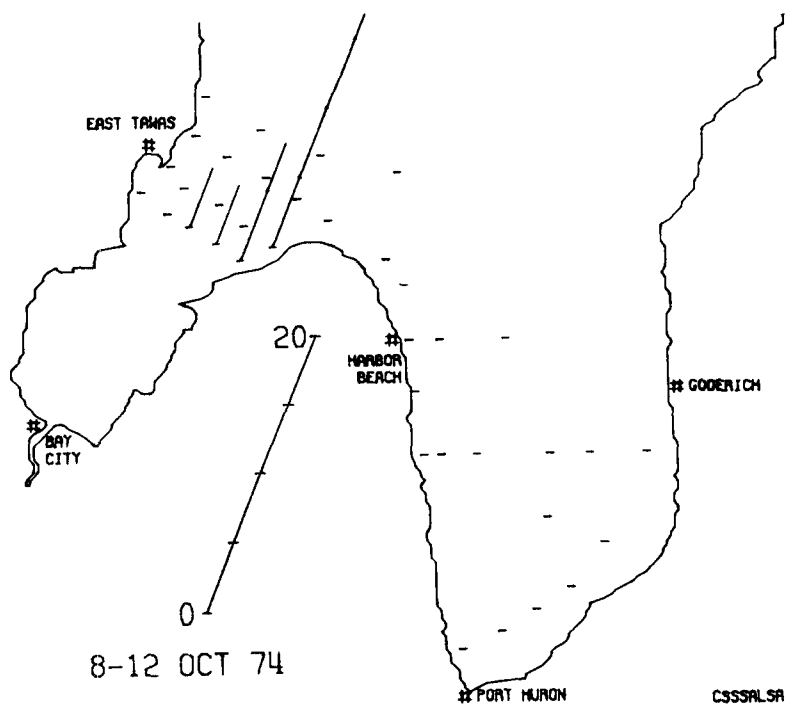 EAST TAWAS
#
20
#
HARBOR
BEACH
# GODERICH
#
BAY
CITY
0
8-12 OCT 74
# PORT HURON
CSSSALSA